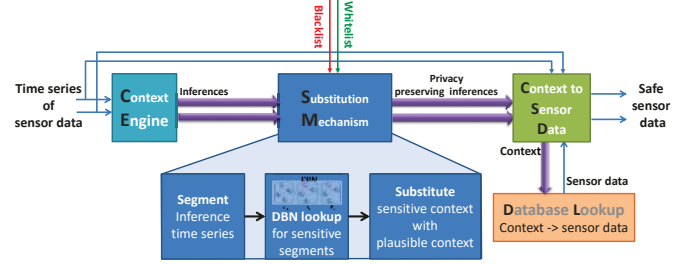 Blacklist
Whitelist
Time series
of
sensor data
Context
Engine
Inferences
Substitution
Mechanism
Privacy
preserving inferences
Context to
Sensor
Data
Safe
sensor
data
Context
Sensor data
Database Lookup
Context -> sensor data
Segment
Inference
time series
DBN
DBN lookup
for sensitive
segments
Substitute
sensitive context
with
plausible context